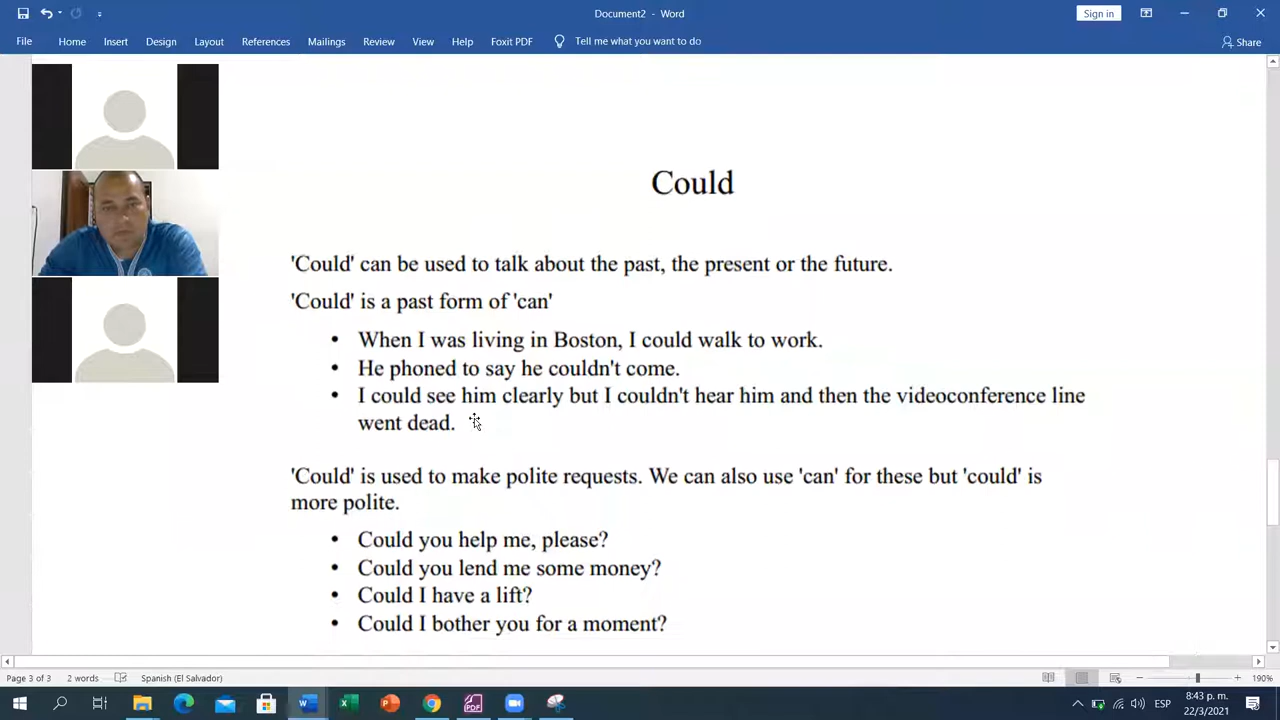 Document2 - Word
Sign in
File Home Insert Design Layout References Mailings Review View Help Foxit PDF Tell me what you want to do Share
Could
'Could' can be used to talk about the past, the present or the future.
'Could' is a past form of 'can'
• When I was living in Boston, I could walk to work.
• He phoned to say he couldn't come.
• I could see him clearly but I couldn't hear him and then the videoconference line
went dead.
'Could' is used to make polite requests. We can also use 'can' for these but 'could' is
more polite.
• Could you help me, please?
• Could you lend me some money?
• Could I have a lift?
• Could I bother you for a moment?
Page 3 of 3 2 words Spanish (El Salvador) 190%
ESP 8:43 p. m.
22/3/2021